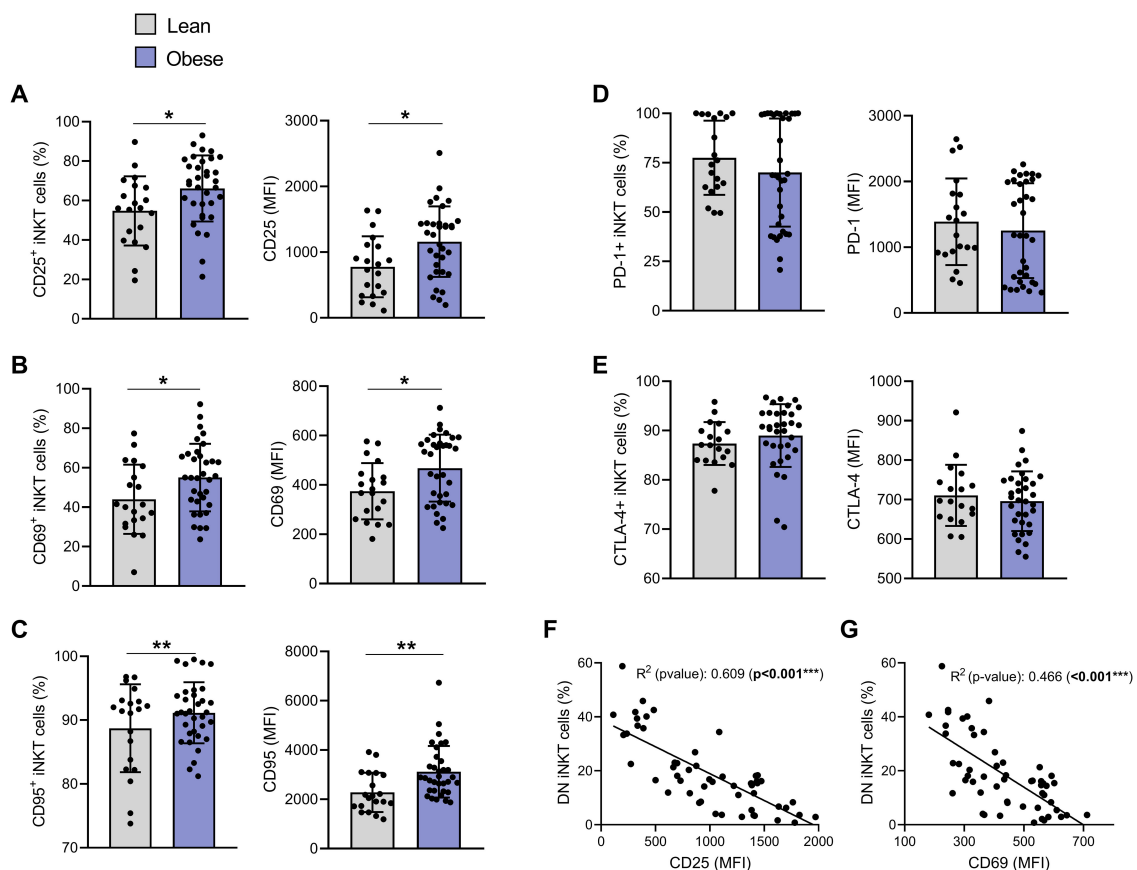 Lean
Obese
A
CD25+ iNKT cells (%)
100
80
60
40
20
0
*
CD25 (MFI)
3000
2000
1000
0
*
D
PD-1+ iNKT cells (%)
100
75
50
25
0
PD-1 (MFI)
3000
2000
1000
0
B
CD69+ iNKT cells (%)
100
80
60
40
20
0
*
CD69 (MFI)
800
600
400
200
0
*
E
CTLA-4+ iNKT cells (%)
100
90
80
70
60
CTLA-4 (MFI)
1000
900
800
700
600
500
C
CD95+ iNKT cells (%)
100
90
80
70
**
CD95 (MFI)
8000
6000
4000
2000
0
**
F
DN iNKT cells (%)
60
40
20
0
R2 (pvalue): 0.609 (p<0.001***)
0 500 1000 1500 2000
CD25 (MFI)
G
DN iNKT cells (%)
60
40
20
0
R2 (p-value): 0.466 (<0.001***)
100 300 500 700
CD69 (MFI)